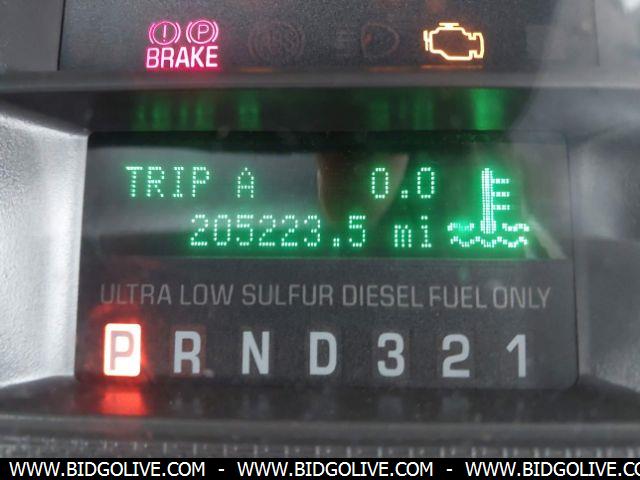 BRAKE
TRIP A 0.0
205223.5 mi
ULTRA LOW SULFUR DIESEL FUEL ONLY
P R N D 3 2 1
WWW.BIDGOLIVE.COM - WWW.BIDGOLIVE.COM - WWW.BIDGOLIVE.COM